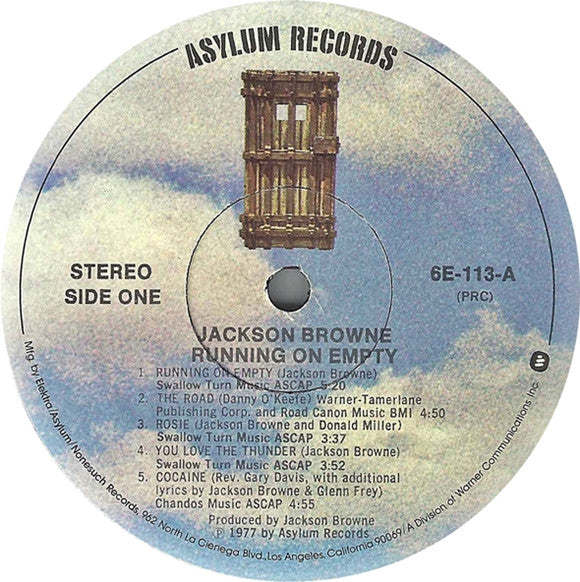 ASYLUM RECORDS
STEREO
SIDE ONE
6E-113-A
(PRC)
JACKSON BROWNE
RUNNING ON EMPTY
1. RUNNING ON EMPTY (Jackson Browne)
Swallow Turn Music ASCAP 5:20
2. THE ROAD (Danny O'Keefe) Warner-Tamerlane
Publishing Corp. and Road Canon Music BMI 4:50
3. ROSIE (Jackson Browne and Donald Miller)
Swallow Turn Music ASCAP 3:37
4. YOU LOVE THE THUNDER (Jackson Browne)
Swallow Turn Music ASCAP 3:52
5. COCAINE (Rev. Gary Davis, with additional
lyrics by Jackson Browne & Glenn Frey)
Chandos Music ASCAP 4:55
Produced by Jackson Browne
℗ 1977 by Asylum Records
Mfg. by Elektra/Asylum/Nonesuch Records, 962 North La Cienega Blvd., Los Angeles, California 90069/A Division of Warner Communications Inc.